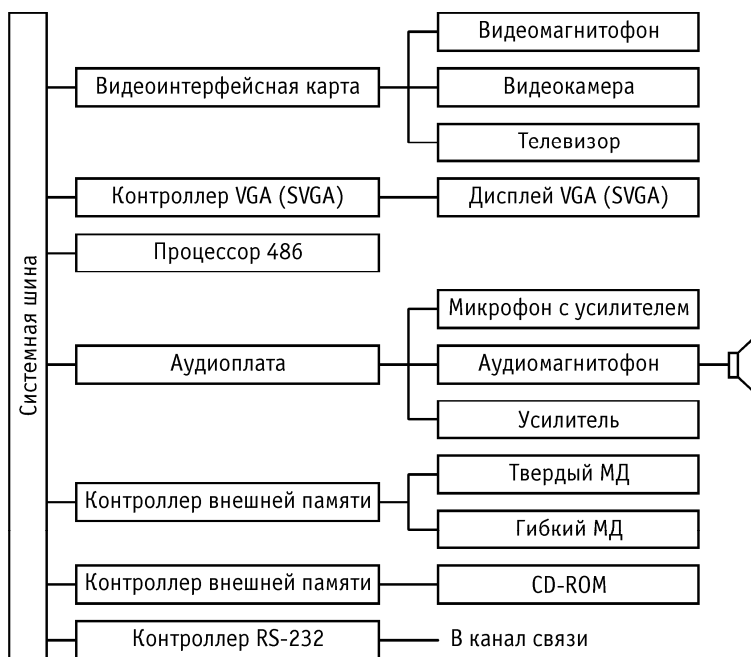 Системная шина
Видеоинтерфейсная карта
Видеомагнитофон
Видеокамера
Телевизор
Контроллер VGA (SVGA)
Дисплей VGA (SVGA)
Процессор 486
Аудиоплата
Микрофон с усилителем
Аудиомагнитофон
Усилитель
Контроллер внешней памяти
Твердый МД
Гибкий МД
Контроллер внешней памяти
CD-ROM
Контроллер RS-232
В канал связи